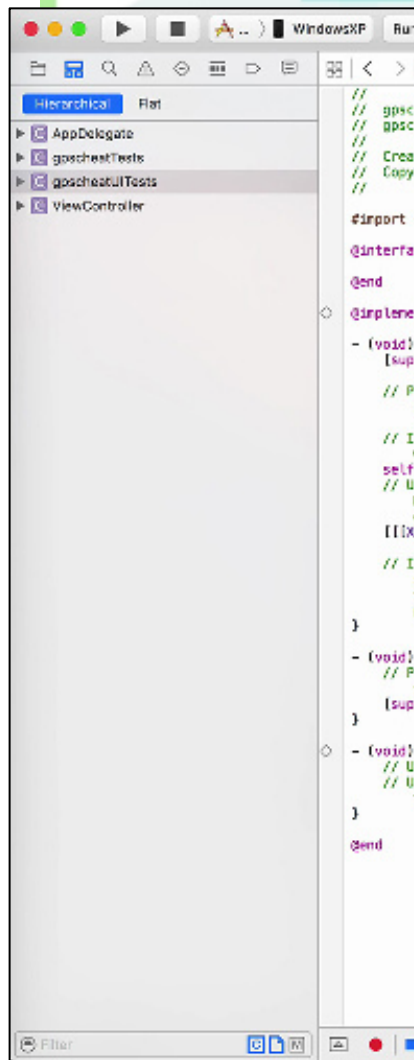 WindowsXP Run
Hierarchical Flat
AppDelegate
gpscheatTests
gpscheatUITests
ViewController
Filter
//
// gpsc
// gpsc
//
// Crea
// Copy
//
#import
@interfa
@end
@impleme
- (void)
[sup
// P
// I
self
// U
[[[X
// I
}
- (void)
// P
[sup
}
- (void)
// U
// U
}
@end